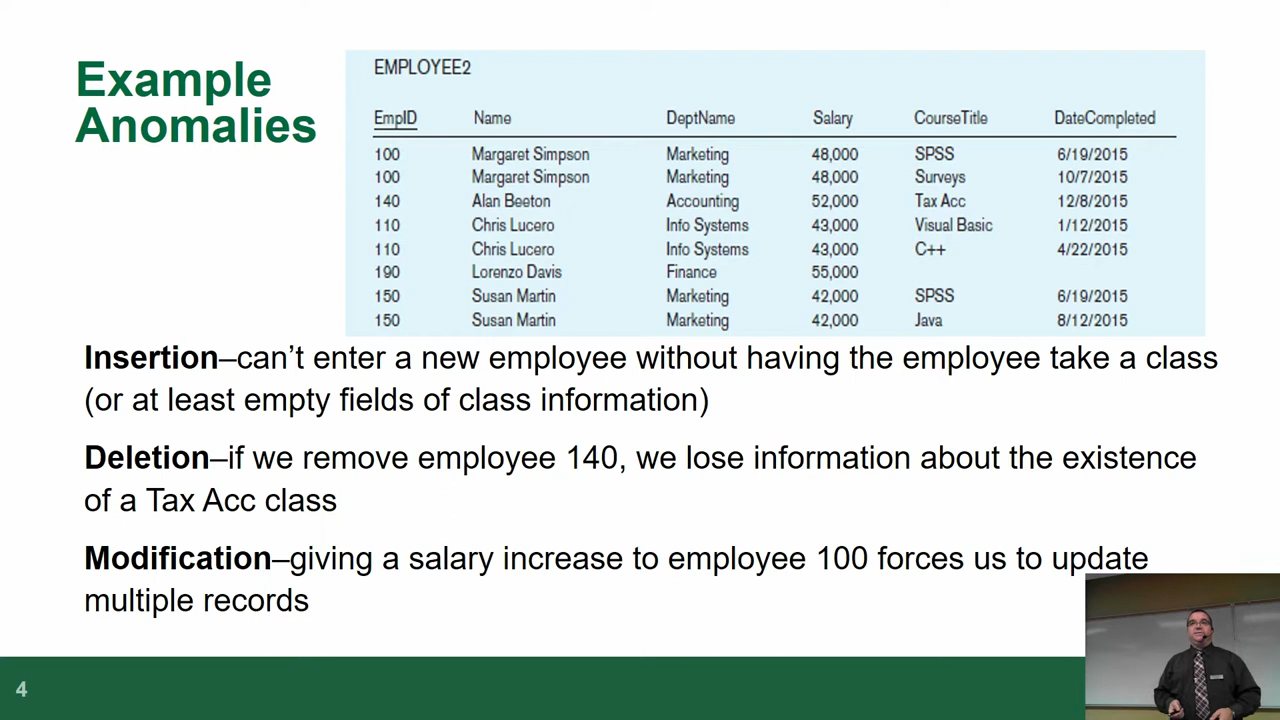 Example
Anomalies
EMPLOYEE2
EmpID Name DeptName Salary CourseTitle DateCompleted
100 Margaret Simpson Marketing 48,000 SPSS 6/19/2015
100 Margaret Simpson Marketing 48,000 Surveys 10/7/2015
140 Alan Beeton Accounting 52,000 Tax Acc 12/8/2015
110 Chris Lucero Info Systems 43,000 Visual Basic 1/12/2015
110 Chris Lucero Info Systems 43,000 C++ 4/22/2015
190 Lorenzo Davis Finance 55,000
150 Susan Martin Marketing 42,000 SPSS 6/19/2015
150 Susan Martin Marketing 42,000 Java 8/12/2015
Insertion–can’t enter a new employee without having the employee take a class
(or at least empty fields of class information)
Deletion–if we remove employee 140, we lose information about the existence
of a Tax Acc class
Modification–giving a salary increase to employee 100 forces us to update
multiple records
4